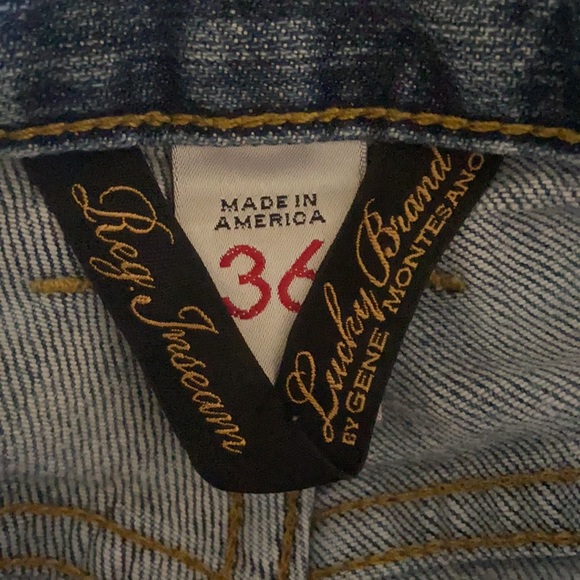 Reg. Inseam
MADE IN
AMERICA
36
Lucky Brand
BY GENE MONTESANO